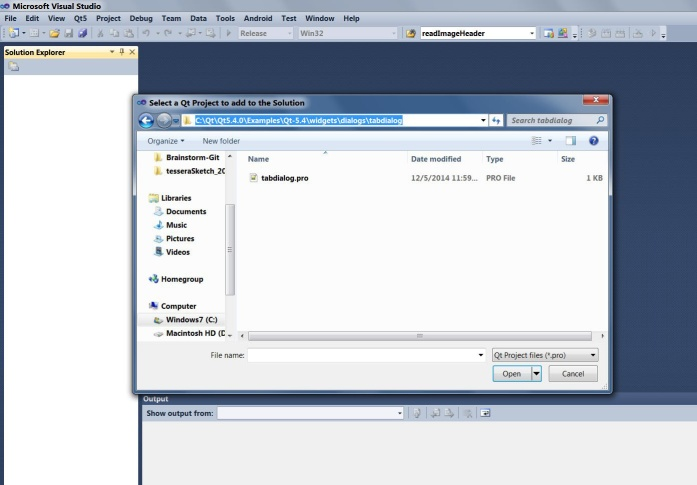 Microsoft Visual Studio
File Edit View Qt5 Project Debug Team Data Tools Android Test Window Help
Release Win32 readImageHeader
Solution Explorer
Select a Qt Project to add to the Solution
C:\Qt\Qt5.4.0\Examples\Qt-5.4\widgets\dialogs\tabdialog Search tabdialog
Organize New folder
Brainstorm-Git
tesseraSketch_20
Libraries
Documents
Music
Pictures
Videos
Homegroup
Computer
Windows7 (C:)
Macintosh HD (D
Name Date modified Type Size
tabdialog.pro 12/5/2014 11:59... PRO File 1 KB
File name: Qt Project files (*.pro)
Open Cancel
Output
Show output from: